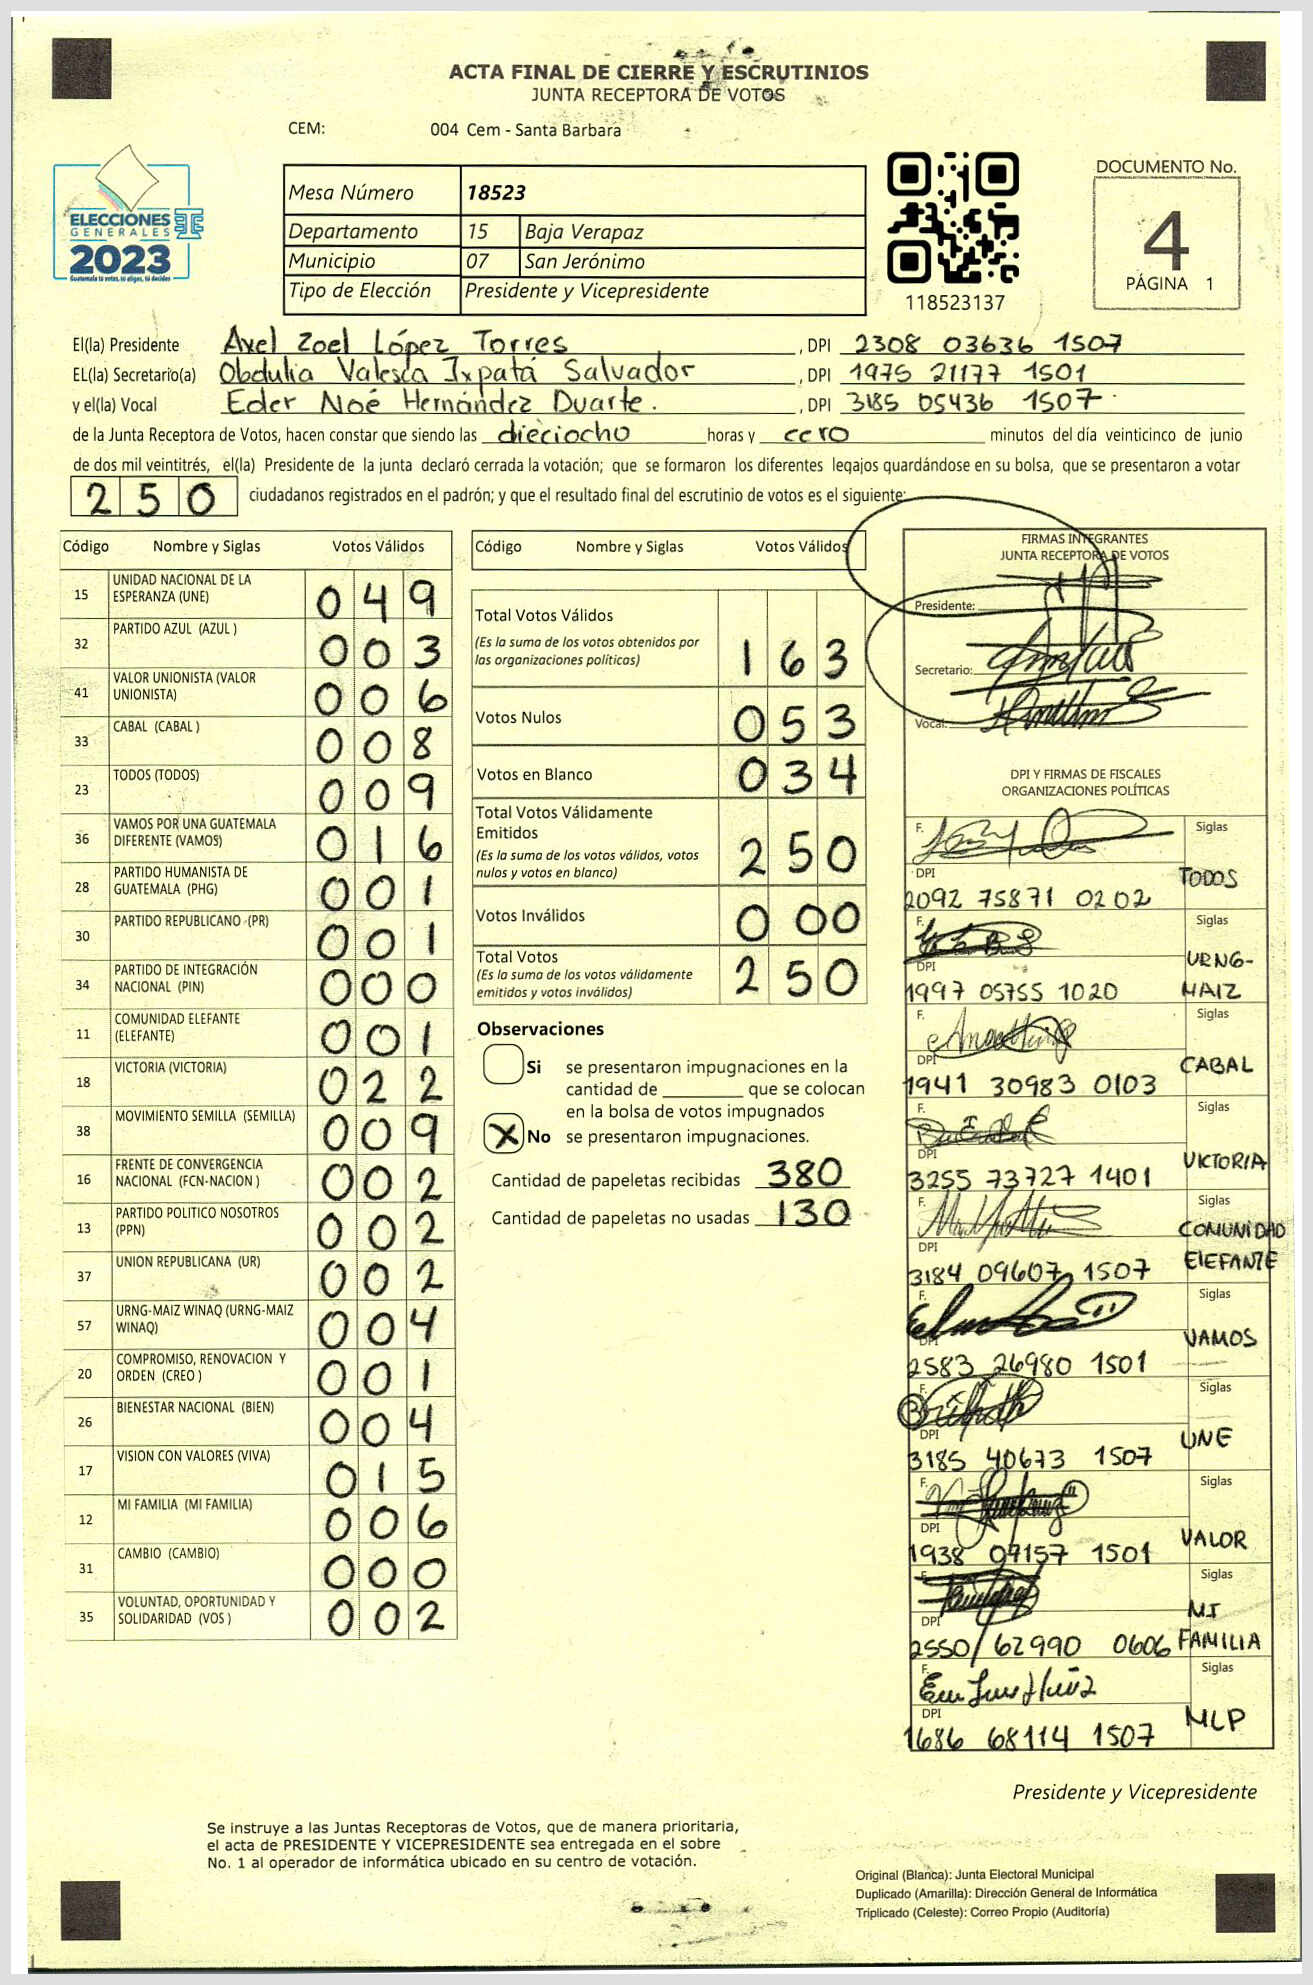 ACTA FINAL DE CIERRE Y ESCRUTINIOS
JUNTA RECEPTORA DE VOTOS
CEM: 004 Cem - Santa Barbara
ELECCIONES
GENERALES
2023
Guatemala tú votas, tú eliges, tú decides
Mesa Número 18523
Departamento 15 Baja Verapaz
Municipio 07 San Jerónimo
Tipo de Elección Presidente y Vicepresidente
118523137
DOCUMENTO No.
4
PÁGINA 1
El(la) Presidente Axel Zoel López Torres , DPI 2308 03636 1507
EL(la) Secretario(a) Obdulia Valesca Ixpatá Salvador , DPI 1975 21177 1501
y el(la) Vocal Eder Noé Hernández Duarte. , DPI 3185 05436 1507
de la Junta Receptora de Votos, hacen constar que siendo las dieciocho horas y cero minutos del día veinticinco de junio
de dos mil veintitrés, el(la) Presidente de la junta declaró cerrada la votación; que se formaron los diferentes legajos guardándose en su bolsa, que se presentaron a votar
250 ciudadanos registrados en el padrón; y que el resultado final del escrutinio de votos es el siguiente:
Código Nombre y Siglas Votos Válidos
15 UNIDAD NACIONAL DE LA ESPERANZA (UNE) 049
32 PARTIDO AZUL (AZUL ) 003
41 VALOR UNIONISTA (VALOR UNIONISTA) 006
33 CABAL (CABAL ) 008
23 TODOS (TODOS) 009
36 VAMOS POR UNA GUATEMALA DIFERENTE (VAMOS) 016
28 PARTIDO HUMANISTA DE GUATEMALA (PHG) 001
30 PARTIDO REPUBLICANO (PR) 001
34 PARTIDO DE INTEGRACIÓN NACIONAL (PIN) 000
11 COMUNIDAD ELEFANTE (ELEFANTE) 001
18 VICTORIA (VICTORIA) 022
38 MOVIMIENTO SEMILLA (SEMILLA) 009
16 FRENTE DE CONVERGENCIA NACIONAL (FCN-NACION ) 002
13 PARTIDO POLITICO NOSOTROS (PPN) 002
37 UNION REPUBLICANA (UR) 002
57 URNG-MAIZ WINAQ (URNG-MAIZ WINAQ) 004
20 COMPROMISO, RENOVACION Y ORDEN (CREO ) 001
26 BIENESTAR NACIONAL (BIEN) 004
17 VISION CON VALORES (VIVA) 015
12 MI FAMILIA (MI FAMILIA) 006
31 CAMBIO (CAMBIO) 000
35 VOLUNTAD, OPORTUNIDAD Y SOLIDARIDAD (VOS ) 002
Código Nombre y Siglas Votos Válidos
Total Votos Válidos
(Es la suma de los votos obtenidos por
las organizaciones políticas) 163
Votos Nulos 053
Votos en Blanco 034
Total Votos Válidamente
Emitidos
(Es la suma de los votos válidos, votos
nulos y votos en blanco) 250
Votos Inválidos 000
Total Votos
(Es la suma de los votos válidamente
emitidos y votos inválidos) 250
Observaciones
Si se presentaron impugnaciones en la
cantidad de ________ que se colocan
en la bolsa de votos impugnados
X No se presentaron impugnaciones.
Cantidad de papeletas recibidas 380
Cantidad de papeletas no usadas 130
FIRMAS INTEGRANTES
JUNTA RECEPTORA DE VOTOS
Presidente:
Secretario:
Vocal:
DPI Y FIRMAS DE FISCALES
ORGANIZACIONES POLÍTICAS
F. Siglas
DPI TODOS
2092 75871 0202
F. Siglas
DPI URNG-
1997 05755 1020 MAIZ
F. Siglas
DPI CABAL
1941 30983 0103
F. Siglas
DPI VICTORIA
3255 73727 1401
F. Siglas
DPI COMUNIDAD
3184 09607 1507 ElEFANTE
F. Siglas
DPI VAMOS
2583 26980 1501
F. Siglas
DPI UNE
3185 40673 1507
F. Siglas
DPI VALOR
1938 07157 1501
F. Siglas
DPI MI
2550/62990 0606 FAMILIA
F. Siglas
DPI MLP
1686 68114 1507
Presidente y Vicepresidente
Se instruye a las Juntas Receptoras de Votos, que de manera prioritaria,
el acta de PRESIDENTE Y VICEPRESIDENTE sea entregada en el sobre
No. 1 al operador de informática ubicado en su centro de votación.
Original (Blanca): Junta Electoral Municipal
Duplicado (Amarilla): Dirección General de Informática
Triplicado (Celeste): Correo Propio (Auditoría)